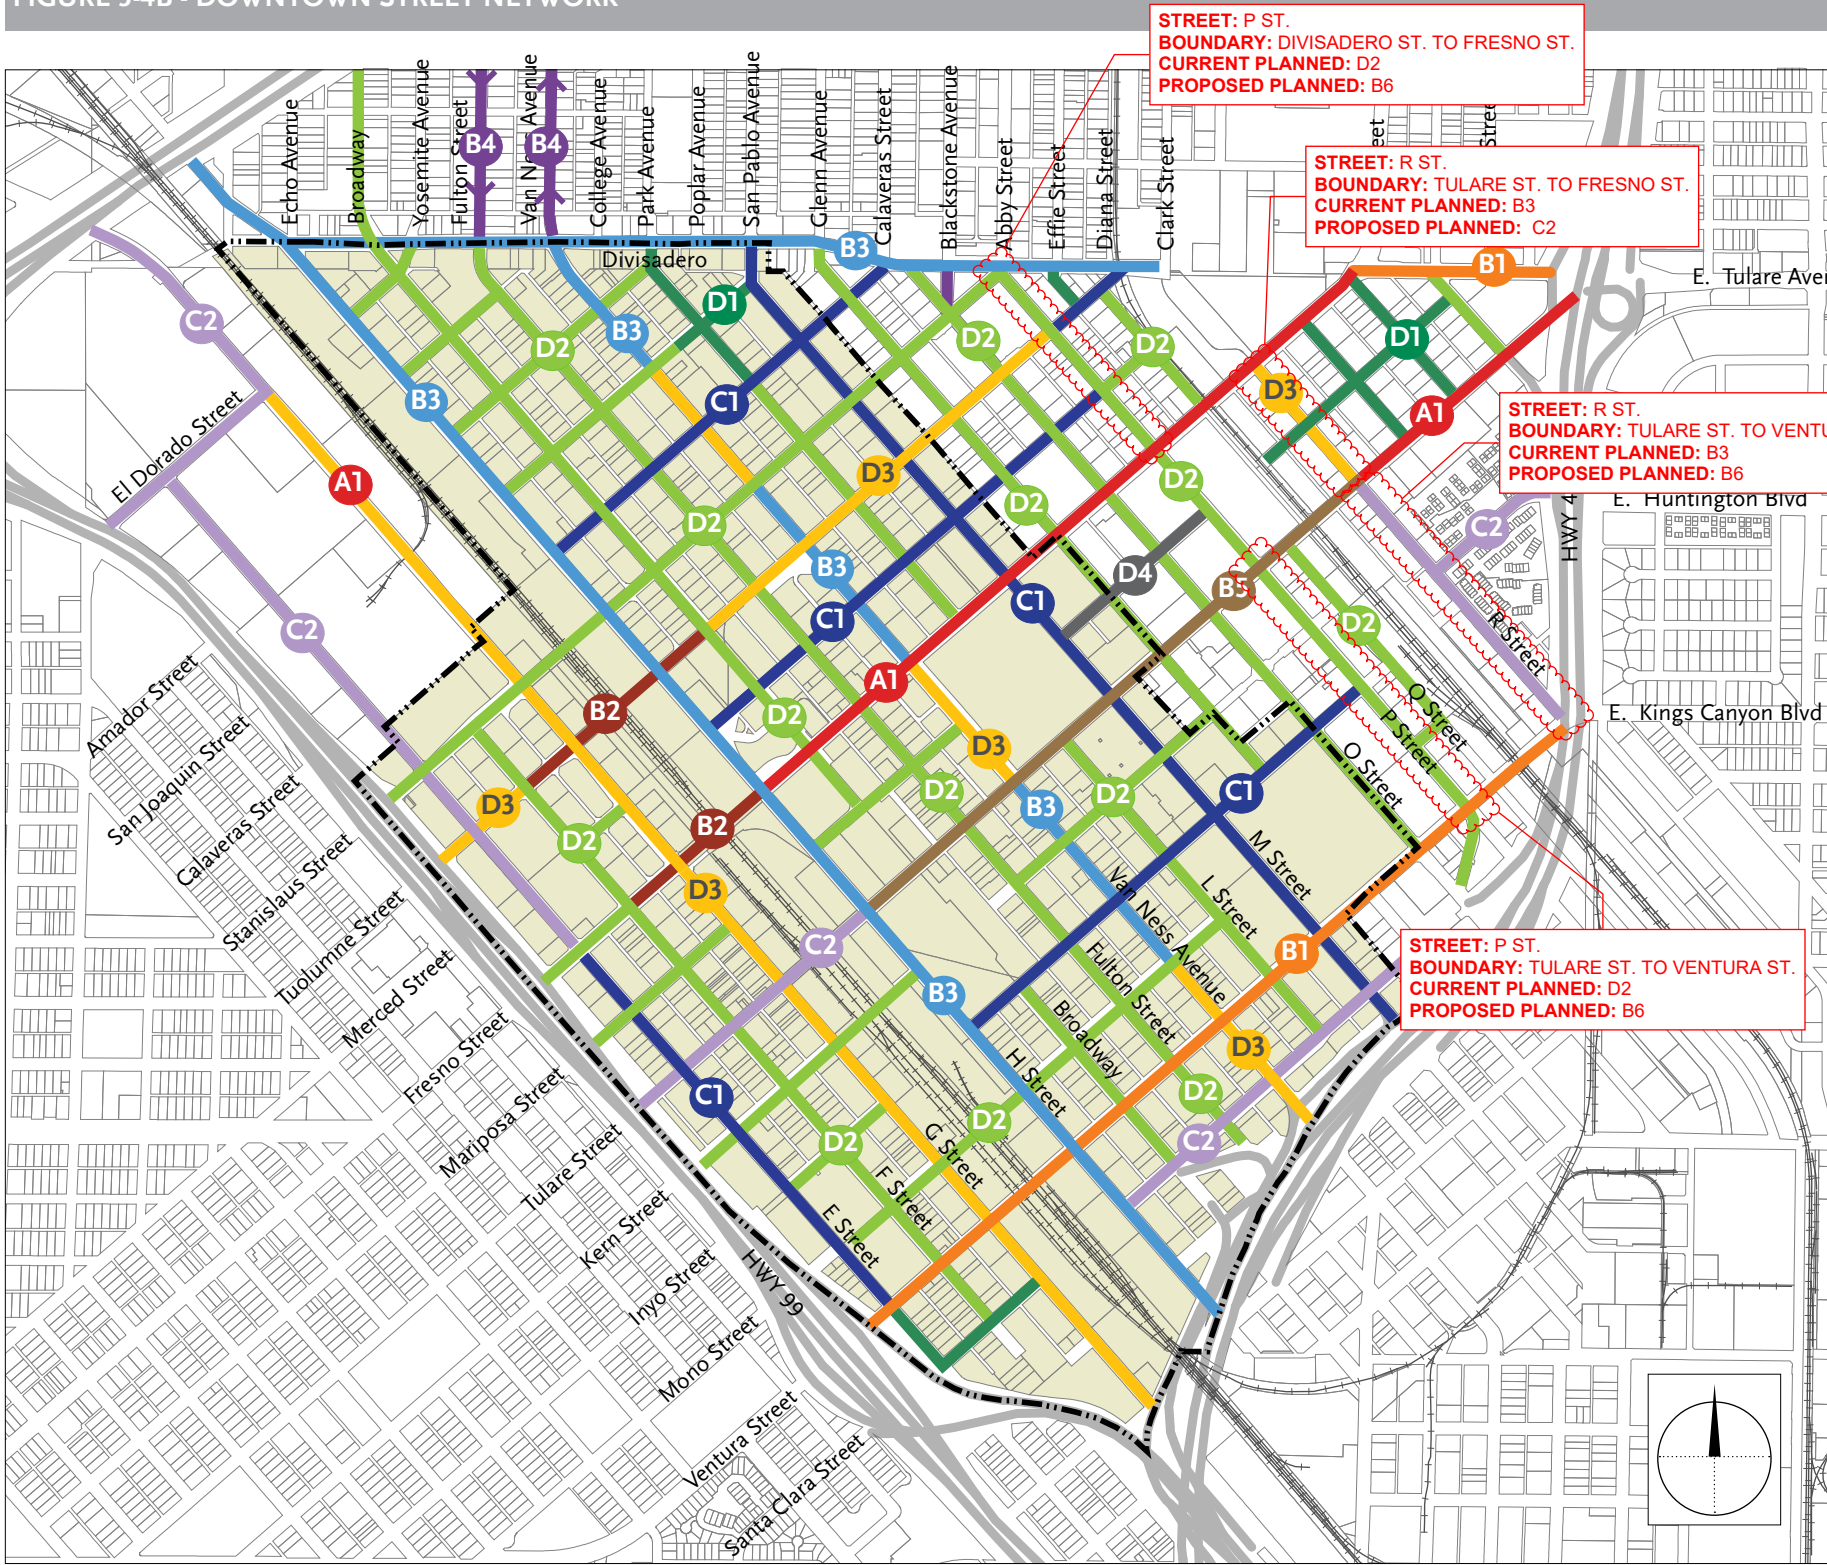 FIGURE 5-4B - DOWNTOWN STREET NETWORK
STREET: P ST.
BOUNDARY: DIVISADERO ST. TO FRESNO ST.
CURRENT PLANNED: D2
PROPOSED PLANNED: B6
STREET: R ST.
BOUNDARY: TULARE ST. TO FRESNO ST.
CURRENT PLANNED: B3
PROPOSED PLANNED: C2
STREET: R ST.
BOUNDARY: TULARE ST. TO VENTU
CURRENT PLANNED: B3
PROPOSED PLANNED: B6
STREET: P ST.
BOUNDARY: TULARE ST. TO VENTURA ST.
CURRENT PLANNED: D2
PROPOSED PLANNED: B6
Echo Avenue
Broadway
Yosemite Avenue
Fulton Street
Van Ness Avenue
College Avenue
Park Avenue
Poplar Avenue
San Pablo Avenue
Glenn Avenue
Calaveras Street
Blackstone Avenue
Abby Street
Effie Street
Diana Street
Clark Street
Divisadero
E. Tulare Aven
E. Huntington Blvd
E. Kings Canyon Blvd
HWY 4
El Dorado Street
Amador Street
San Joaquin Street
Calaveras Street
Stanislaus Street
Tuolumne Street
Merced Street
Fresno Street
Mariposa Street
Tulare Street
Kern Street
Inyo Street
Mono Street
Ventura Street
Santa Clara Street
HWY 99
E Street
F Street
G Street
H Street
Broadway
Fulton Street
Van Ness Avenue
L Street
M Street
O Street
P Street
Q Street
R Street
B4
B4
B3
B1
C2
D1
D2
B3
D2
D2
D1
B3
C1
D3
A1
A1
D3
D2
D2
D2
C2
B3
D4
B5
C2
C1
C1
D2
A1
B2
D2
D3
C1
D3
D2
B3
D2
D2
B2
D3
C2
B1
B3
D3
C1
D2
D2
D2
C2